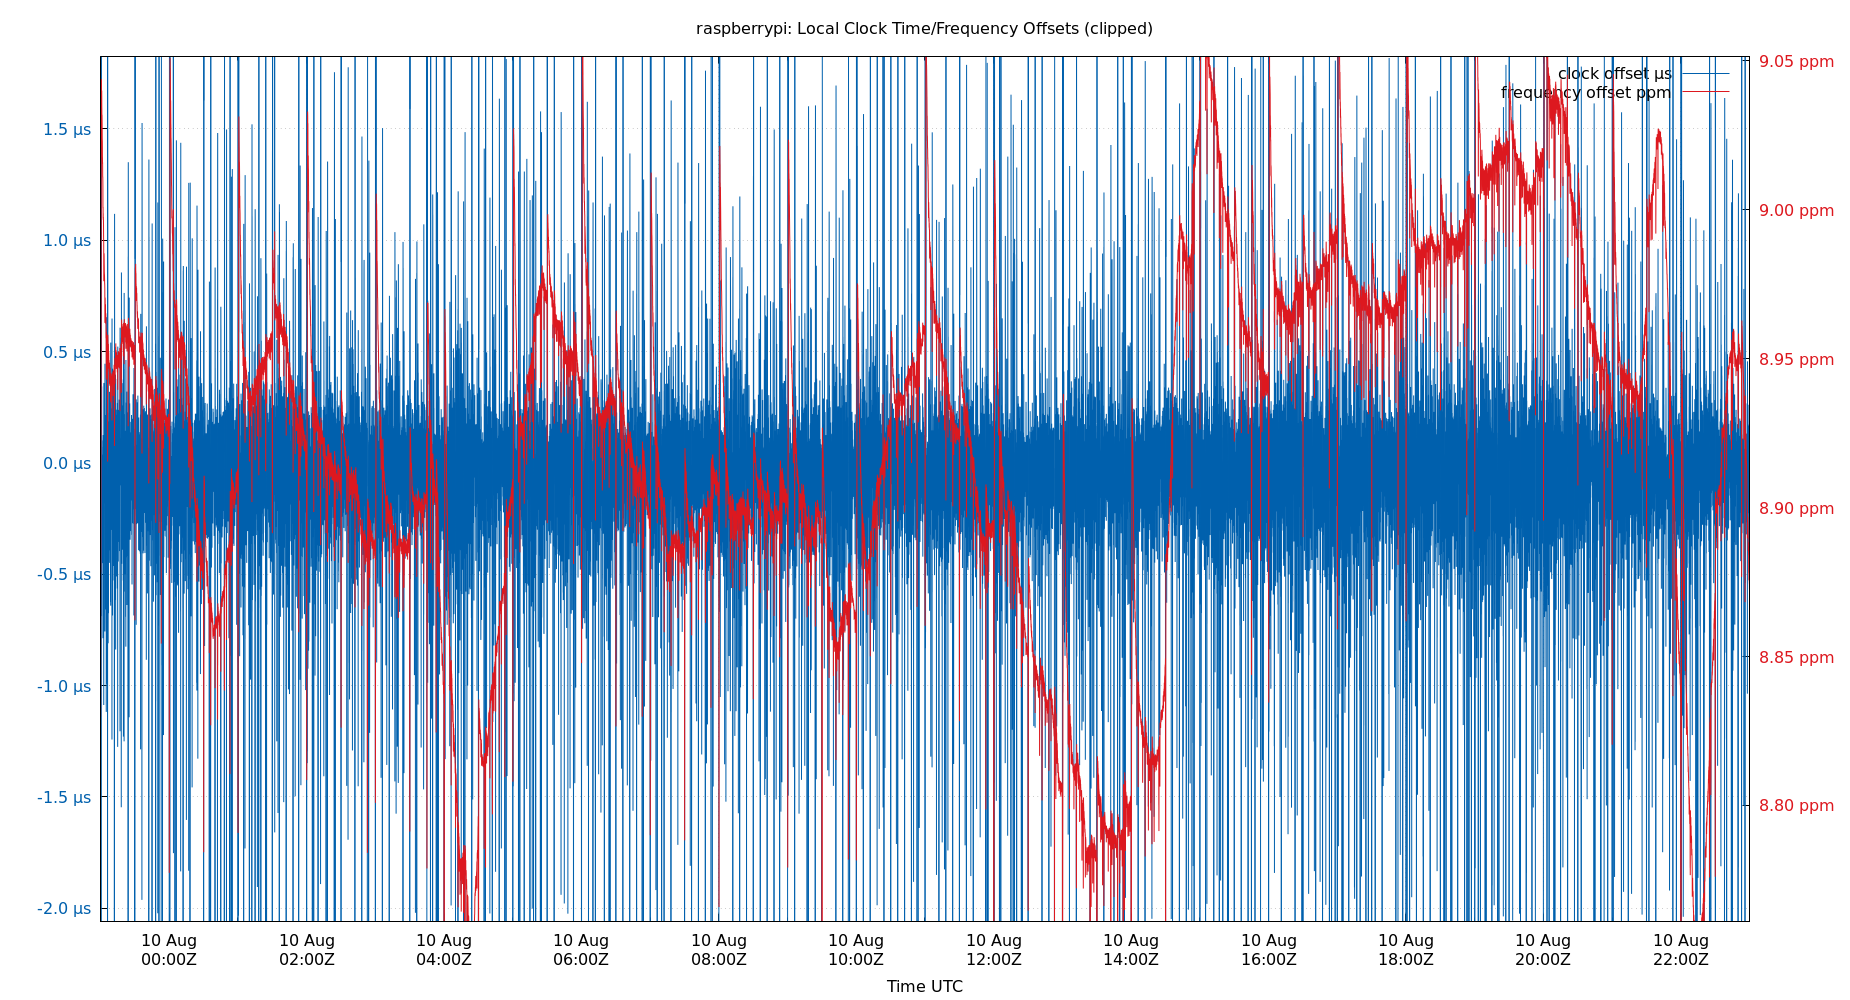 raspberrypi: Local Clock Time/Frequency Offsets (clipped)
clock offset µs
frequency offset ppm
1.5 µs
1.0 µs
0.5 µs
0.0 µs
-0.5 µs
-1.0 µs
-1.5 µs
-2.0 µs
9.05 ppm
9.00 ppm
8.95 ppm
8.90 ppm
8.85 ppm
8.80 ppm
10 Aug
00:00Z
10 Aug
02:00Z
10 Aug
04:00Z
10 Aug
06:00Z
10 Aug
08:00Z
10 Aug
10:00Z
10 Aug
12:00Z
10 Aug
14:00Z
10 Aug
16:00Z
10 Aug
18:00Z
10 Aug
20:00Z
10 Aug
22:00Z
Time UTC